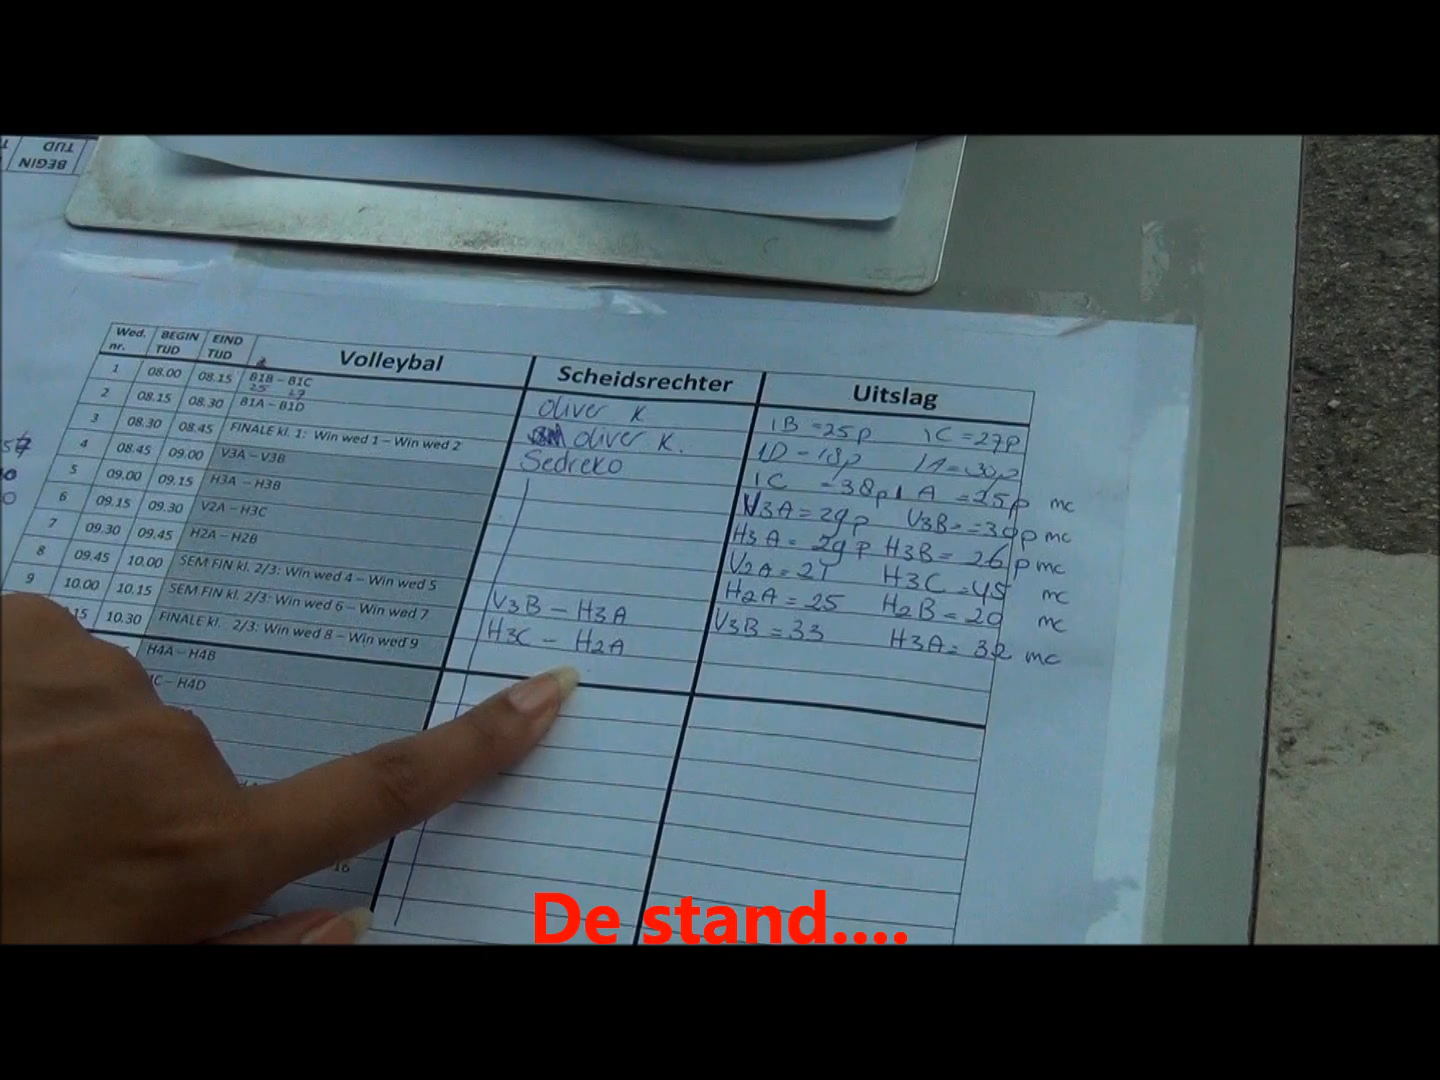 BEGIN
TIJD
Wed. nr. BEGIN TIJD EIND TIJD Volleybal Scheidsrechter Uitslag
1 08.00 08.15 B1B – B1C oliver K 1B = 25p 1C = 27p
25 27
2 08.15 08.30 B1A – B1D oliver K. 1D – 18p 1A = 30p
3 08.30 08.45 FINALE kl. 1: Win wed 1 – Win wed 2 Sedreko 1C = 38p 1A = 25p mc
4 08.45 09.00 V3A – V3B V3A = 29p V3B = 30p mc
5 09.00 09.15 H3A – H3B H3A = 29p H3B = 26p mc
6 09.15 09.30 V2A – H3C V2A = 21 H3C = 45 mc
7 09.30 09.45 H2A – H2B H2A = 25 H2B = 20 mc
8 09.45 10.00 SEM FIN kl. 2/3: Win wed 4 – Win wed 5 V3B – H3A V3B = 33 H3A = 32 mc
9 10.00 10.15 SEM FIN kl. 2/3: Win wed 6 – Win wed 7 H3C – H2A
15 10.30 FINALE kl. 2/3: Win wed 8 – Win wed 9
H4A – H4B
C – H4D
16
De stand....